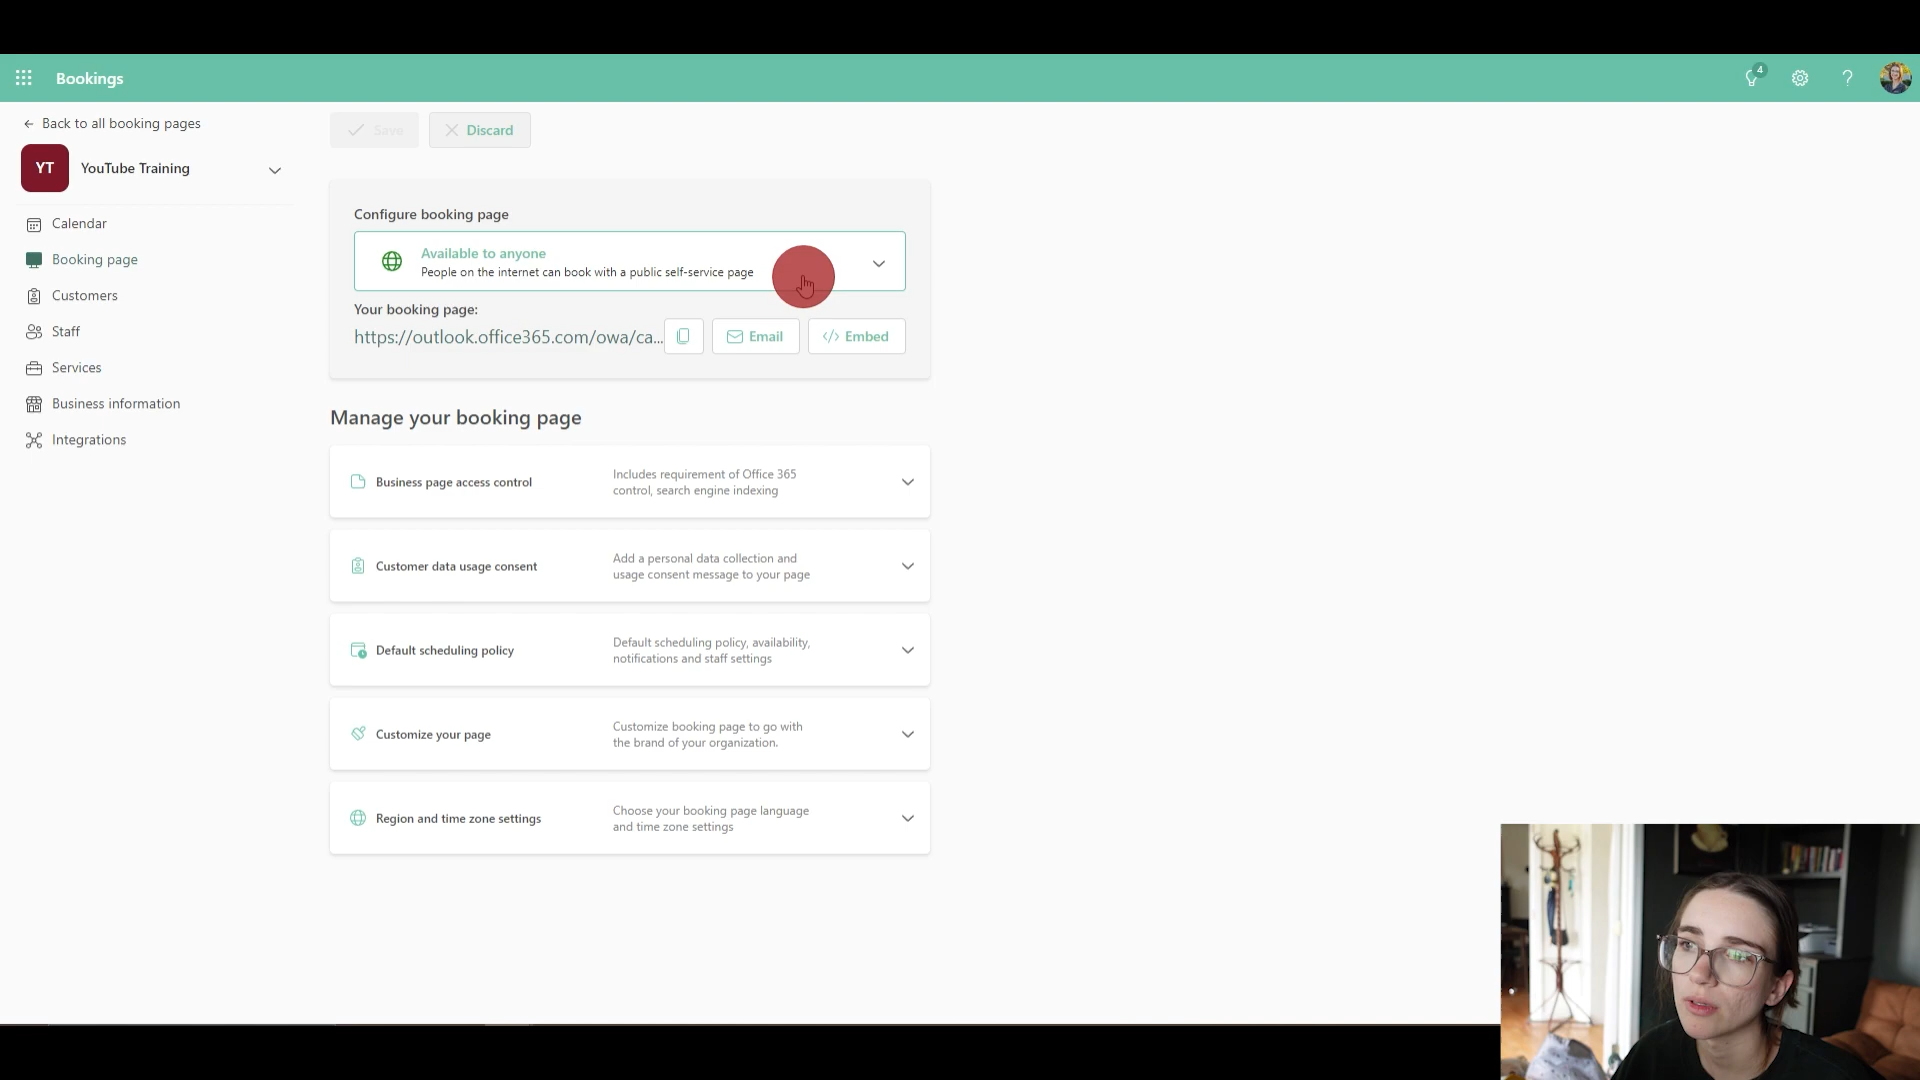 Bookings
4
Back to all booking pages
Save
Discard
YT
YouTube Training
Calendar
Booking page
Customers
Staff
Services
Business information
Integrations
Configure booking page
Available to anyone
People on the internet can book with a public self-service page
Your booking page:
https://outlook.office365.com/owa/ca...
Email
</> Embed
Manage your booking page
Business page access control
Includes requirement of Office 365
control, search engine indexing
Customer data usage consent
Add a personal data collection and
usage consent message to your page
Default scheduling policy
Default scheduling policy, availability,
notifications and staff settings
Customize your page
Customize booking page to go with
the brand of your organization.
Region and time zone settings
Choose your booking page language
and time zone settings